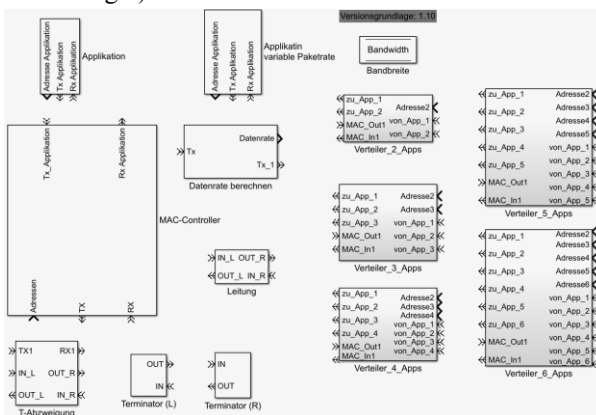 Versionsgrundlage: 1.10
Adresse Applikation
Tx Applikation
Rx Applikation
Applikation
Adresse Applikation
Tx Applikation
Rx Applikation
Applikatin
variable Paketrate
Bandwidth
Bandbreite
Tx_Applikation
Rx Applikation
Adressen
TX
RX
MAC-Controller
Tx
Datenrate
Tx_1
Datenrate berechnen
IN_L OUT_R
OUT_L IN_R
Leitung
TX1 RX1
IN_L OUT_R
OUT_L IN_R
T-Abzweigung
OUT
IN
Terminator (L)
IN
OUT
Terminator (R)
zu_App_1
zu_App_2
MAC_Out1
MAC_In1
Adresse2
von_App_1
von_App_2
Verteiler_2_Apps
zu_App_1
zu_App_2
zu_App_3
MAC_Out1
MAC_In1
Adresse2
Adresse3
von_App_1
von_App_2
von_App_3
Verteiler_3_Apps
zu_App_1
zu_App_2
zu_App_3
zu_App_4
MAC_Out1
MAC_In1
Adresse2
Adresse3
Adresse4
von_App_1
von_App_2
von_App_3
von_App_4
Verteiler_4_Apps
zu_App_1
zu_App_2
zu_App_3
zu_App_4
zu_App_5
MAC_Out1
MAC_In1
Adresse2
Adresse3
Adresse4
Adresse5
von_App_1
von_App_2
von_App_3
von_App_4
von_App_5
Verteiler_5_Apps
zu_App_1
zu_App_2
zu_App_3
zu_App_4
zu_App_5
zu_App_6
MAC_Out1
MAC_In1
Adresse2
Adresse3
Adresse4
Adresse5
Adresse6
von_App_1
von_App_2
von_App_3
von_App_4
von_App_5
von_App_6
Verteiler_6_Apps